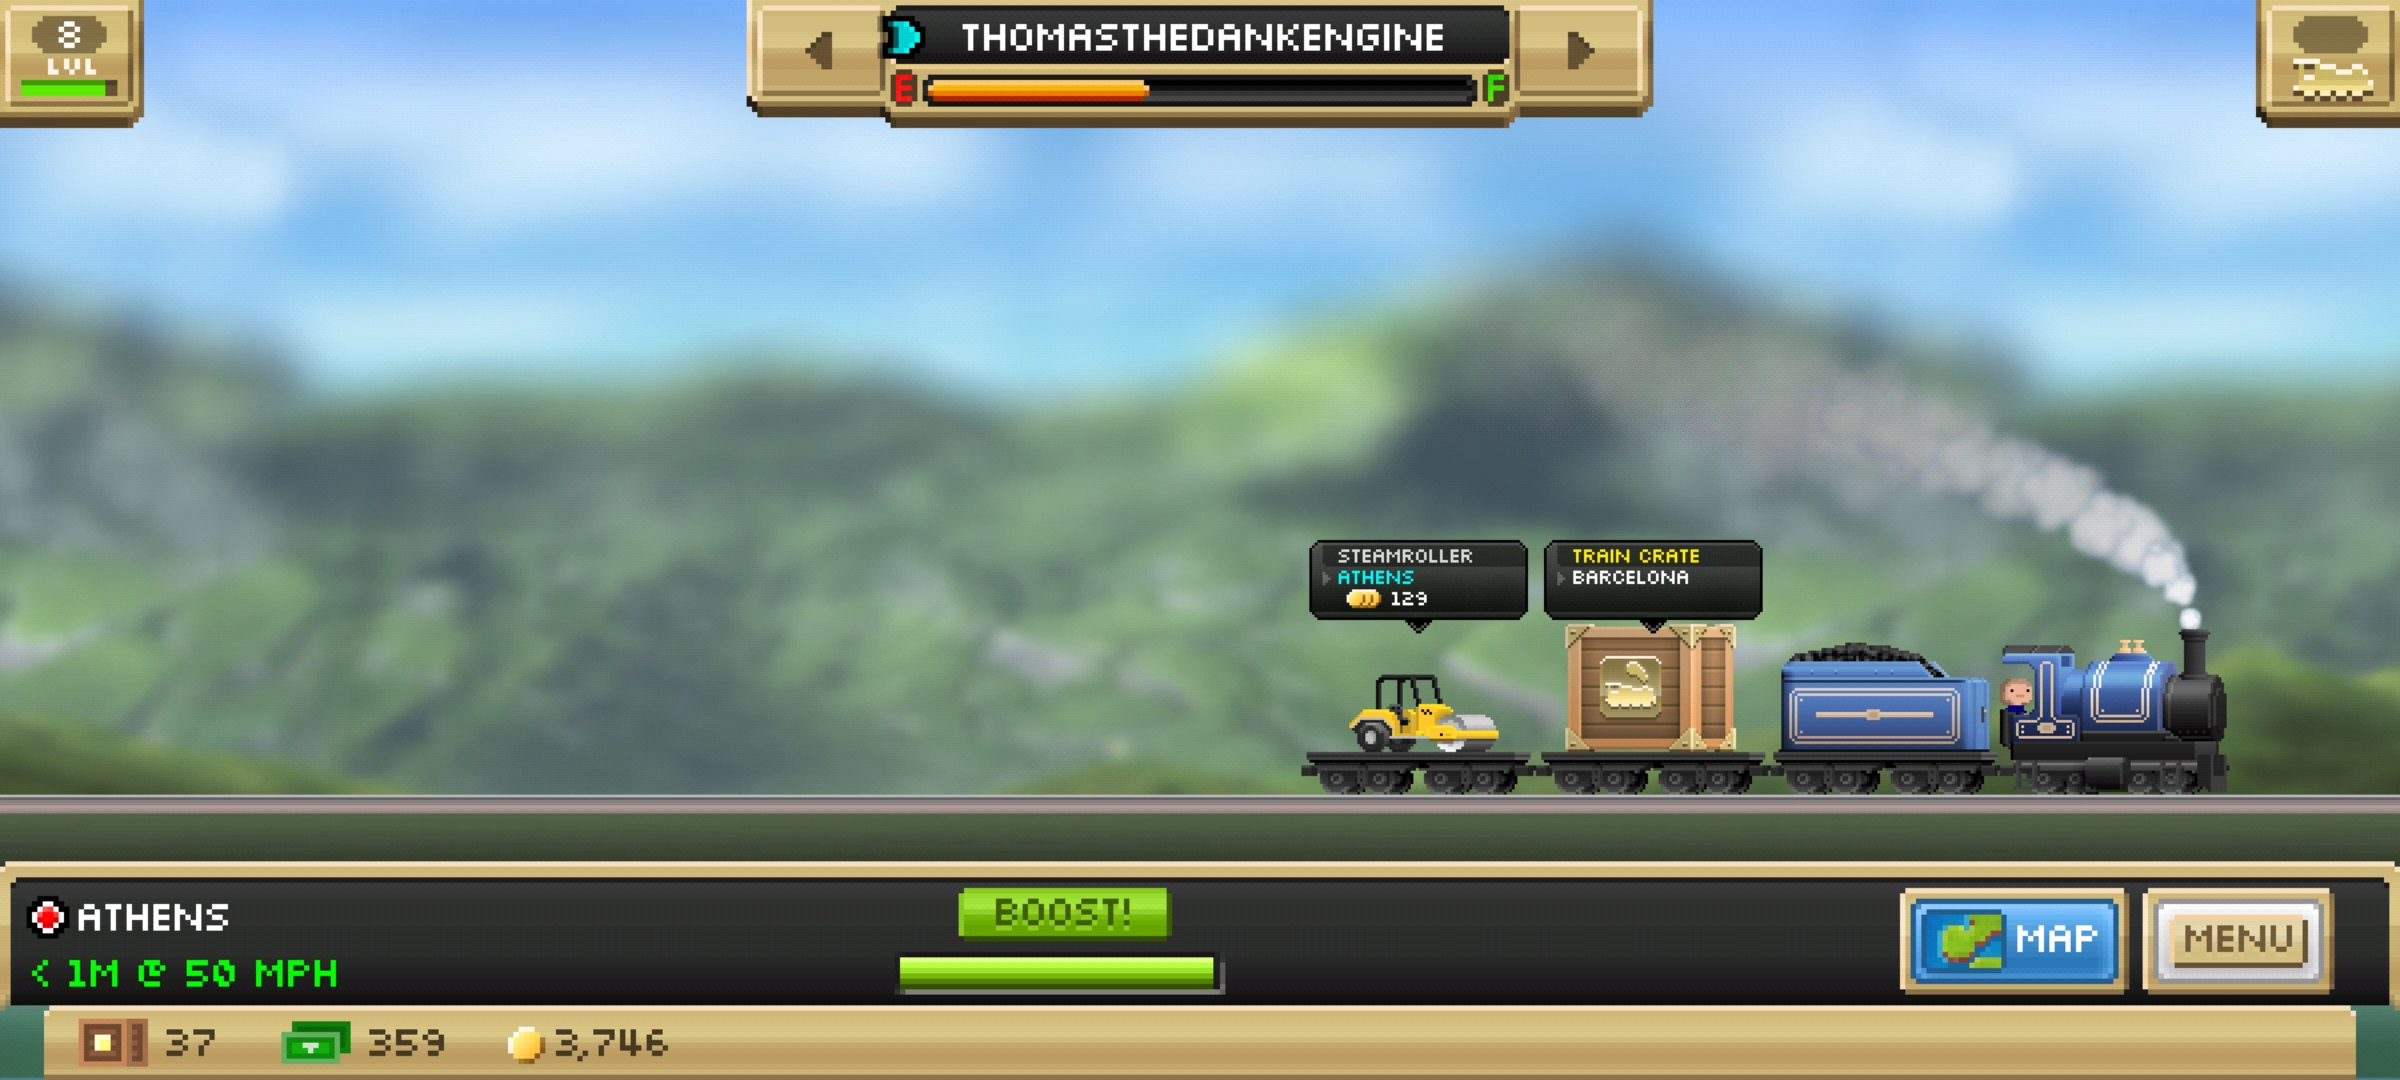 8
LVL
THOMASTHEDANKENGINE
E
F
STEAMROLLER
ATHENS
129
TRAIN CRATE
BARCELONA
ATHENS
< 1M @ 50 MPH
BOOST!
MAP
MENU
37
359
3,746